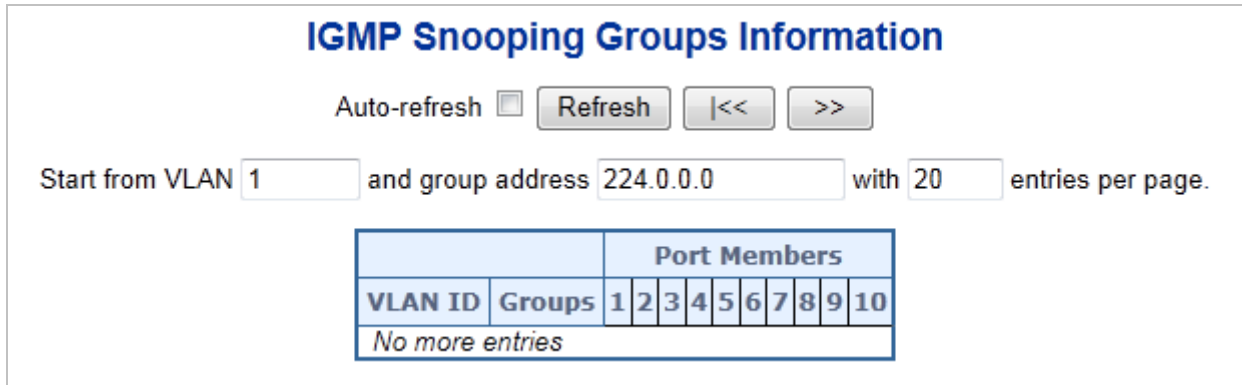 IGMP Snooping Groups Information
Auto-refresh Refresh |<< >>
Start from VLAN 1 and group address 224.0.0.0 with 20 entries per page.
Port Members
VLAN ID Groups 1 2 3 4 5 6 7 8 9 10
No more entries